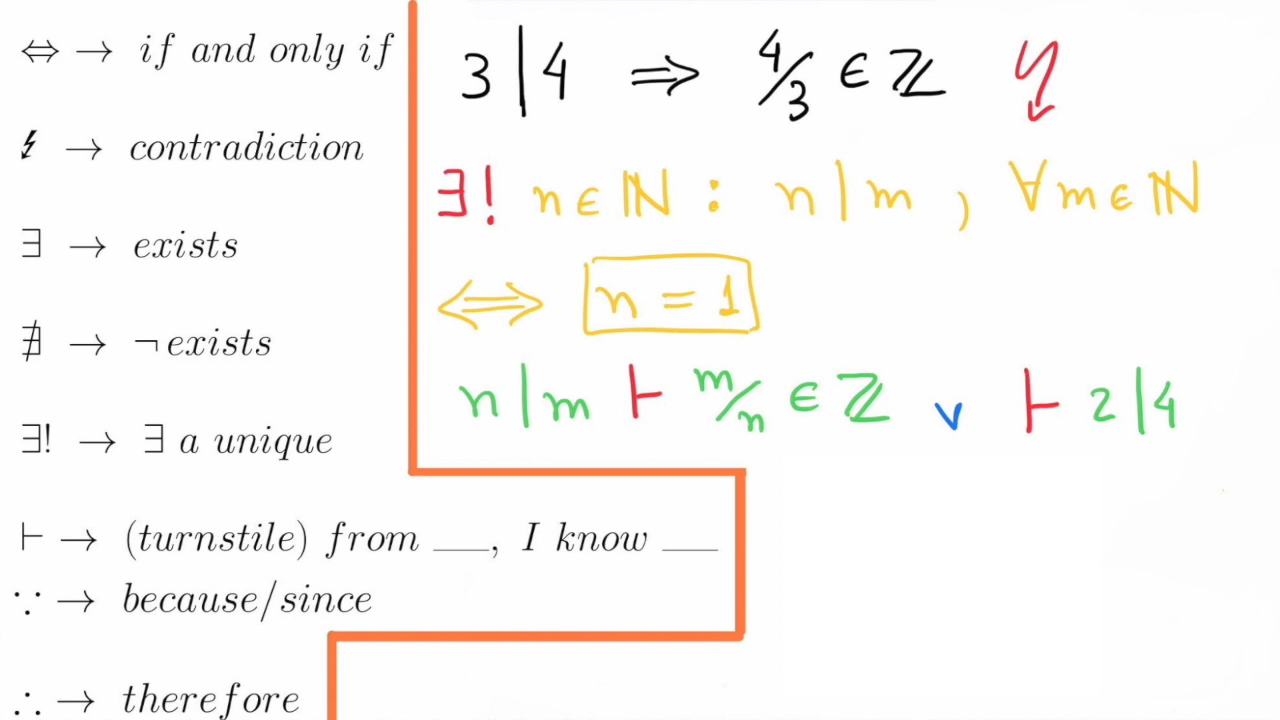 ⇔ → if and only if
↯ → contradiction
∃ → exists
∄ → ¬exists
∃! → ∃ a unique
⊢ → (turnstile) from ___, I know ___
∵ → because/since
∴ → therefore
3|4 ⇒ 4/3 ∈ ℤ ↯
∃! n ∈ ℕ : n|m , ∀m ∈ ℕ
⇔ n = 1
n|m ⊢ m/n ∈ ℤ ∨ ⊢ 2|4